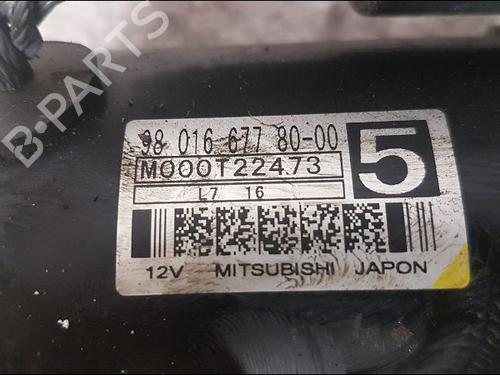 B-PARTS
98 016 677 80-00
M000T22473
5
L7 16
12V MITSUBISHI JAPON